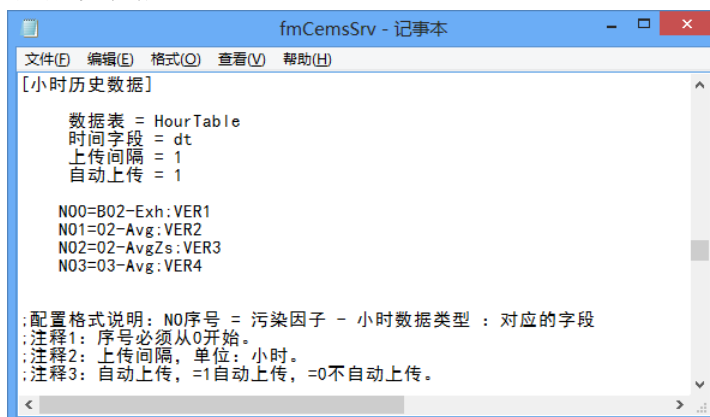 fmCemsSrv - 记事本
文件(F) 编辑(E) 格式(O) 查看(V) 帮助(H)
[小时历史数据]
数据表 = HourTable
时间字段 = dt
上传间隔 = 1
自动上传 = 1
NO0=B02-Exh:VER1
NO1=02-Avg:VER2
NO2=02-AvgZs:VER3
NO3=03-Avg:VER4
;配置格式说明: NO序号 = 污染因子 - 小时数据类型 : 对应的字段
;注释1: 序号必须从0开始。
;注释2: 上传间隔, 单位: 小时。
;注释3: 自动上传, =1自动上传, =0不自动上传。